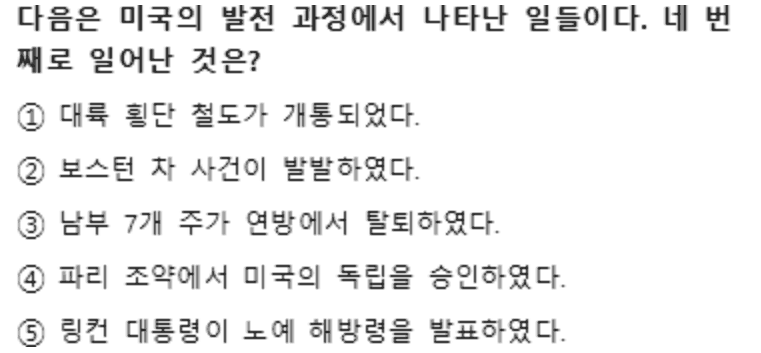 다음은 미국의 발전 과정에서 나타난 일들이다. 네 번
째로 일어난 것은?
① 대륙 횡단 철도가 개통되었다.
② 보스턴 차 사건이 발발하였다.
③ 남부 7개 주가 연방에서 탈퇴하였다.
④ 파리 조약에서 미국의 독립을 승인하였다.
⑤ 링컨 대통령이 노예 해방령을 발표하였다.